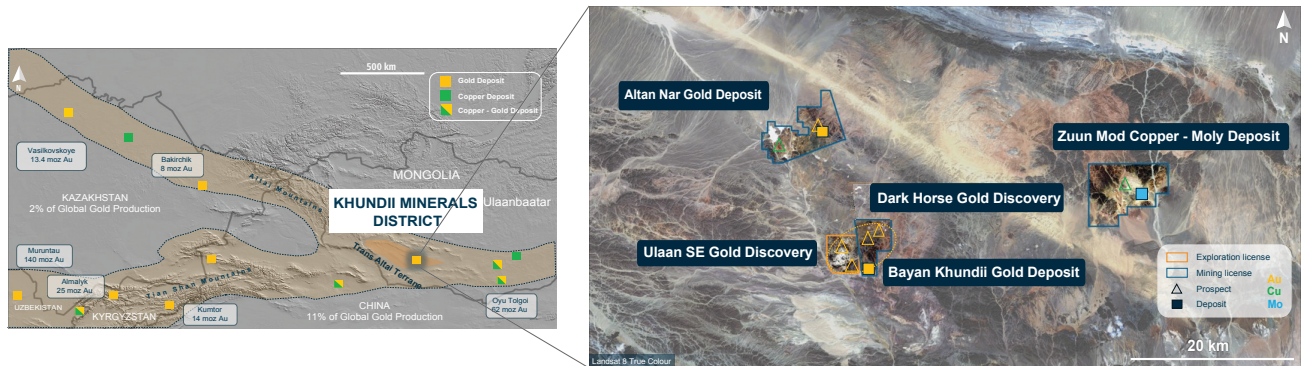 N
500 km
Gold Deposit
Copper Deposit
Copper - Gold Deposit
Vasilkovskoye
13.4 moz Au
Bakirchik
8 moz Au
Altai Mountains
MONGOLIA
KAZAKHSTAN
2% of Global Gold Production
KHUNDII MINERALS
DISTRICT
Ulaanbaatar
Muruntau
140 moz Au
Trans Altai Terrane
Almalyk
25 moz Au
Tian Shan Mountains
UZBEKISTAN
KYRGYZSTAN
Kumtor
14 moz Au
CHINA
11% of Global Gold Production
Oyu Tolgoi
62 moz Au
N
Altan Nar Gold Deposit
Zuun Mod Copper - Moly Deposit
Dark Horse Gold Discovery
Ulaan SE Gold Discovery
Bayan Khundii Gold Deposit
Exploration license
Mining license
Prospect
Deposit
Au
Cu
Mo
20 km
Landsat 8 True Colour